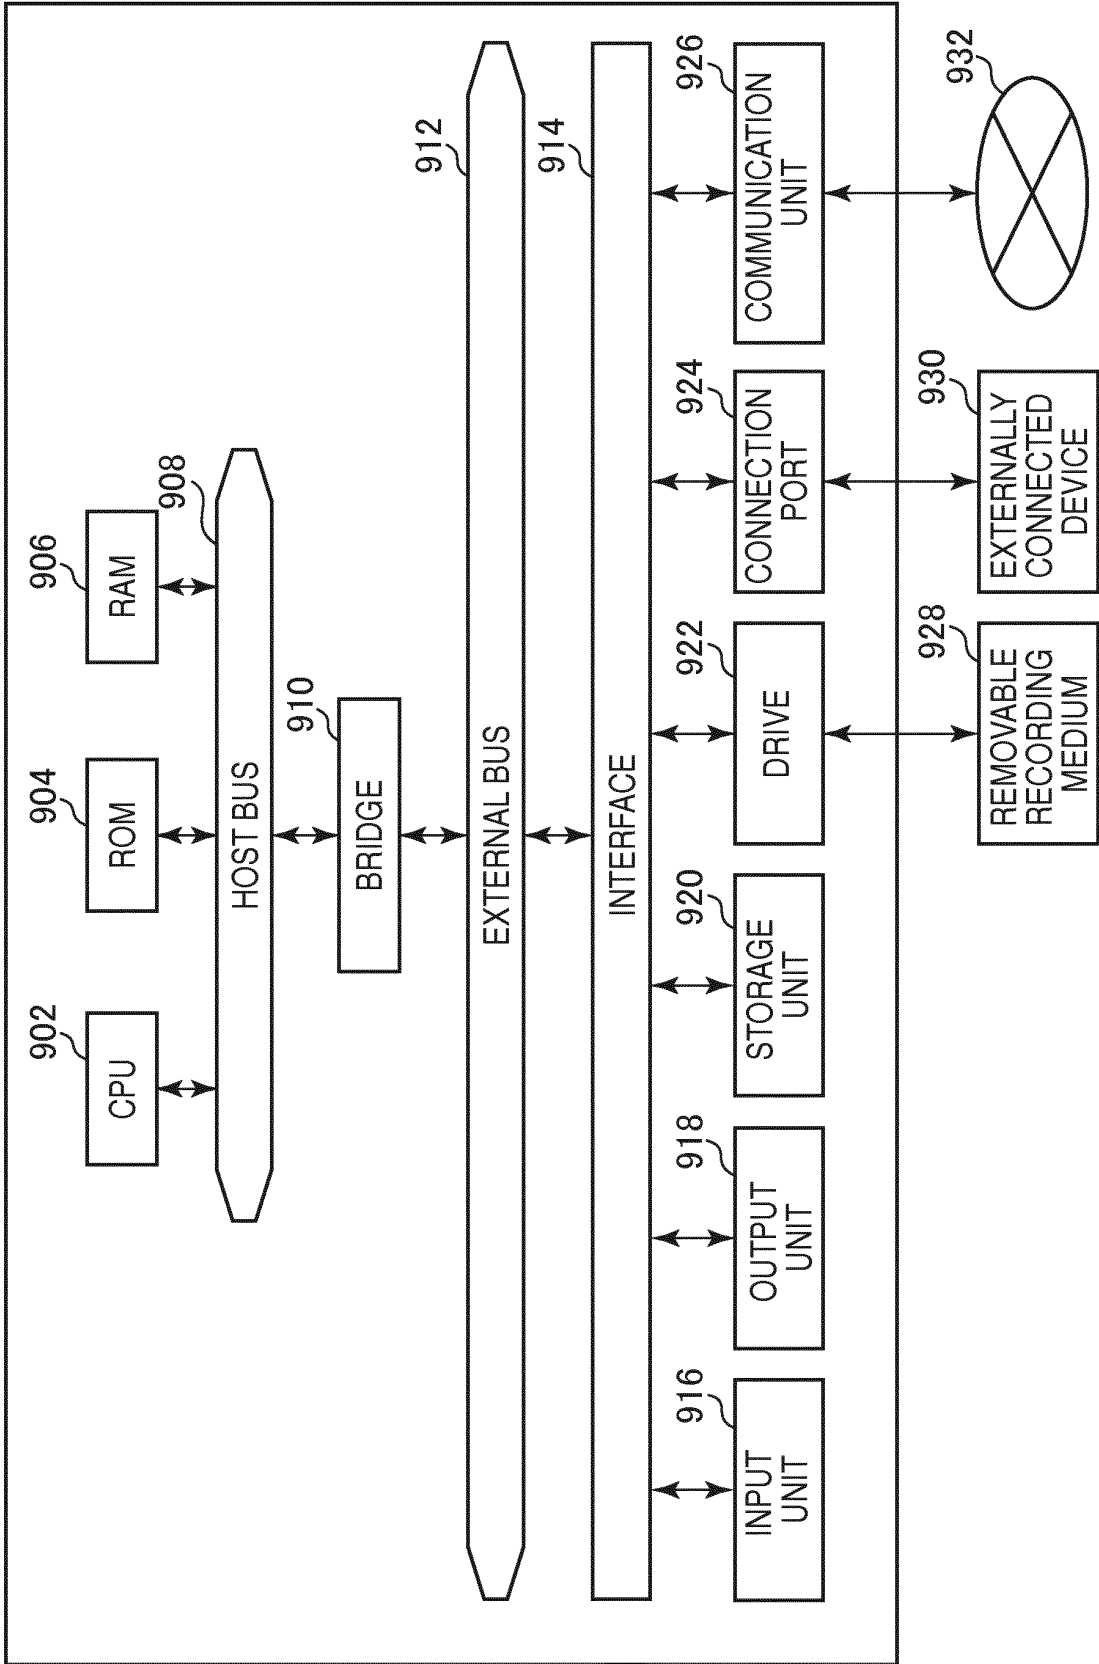 902
CPU
904
ROM
906
RAM
908
HOST BUS
910
BRIDGE
912
EXTERNAL BUS
914
INTERFACE
916
INPUT
UNIT
918
OUTPUT
UNIT
920
STORAGE
UNIT
922
DRIVE
924
CONNECTION
PORT
926
COMMUNICATION
UNIT
928
REMOVABLE
RECORDING
MEDIUM
930
EXTERNALLY
CONNECTED
DEVICE
932